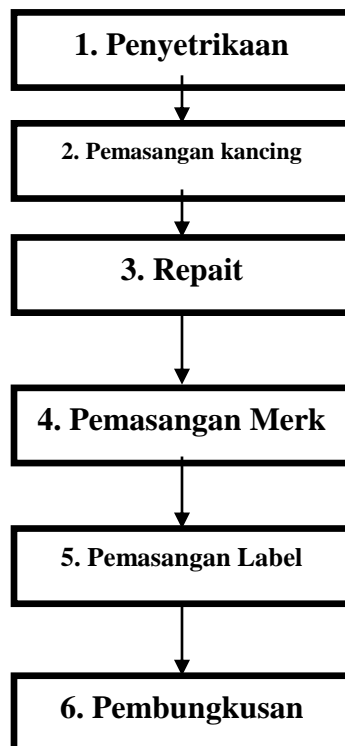 1. Penyetrikaan
2. Pemasangan kancing
3. Repait
4. Pemasangan Merk
5. Pemasangan Label
6. Pembungkusan